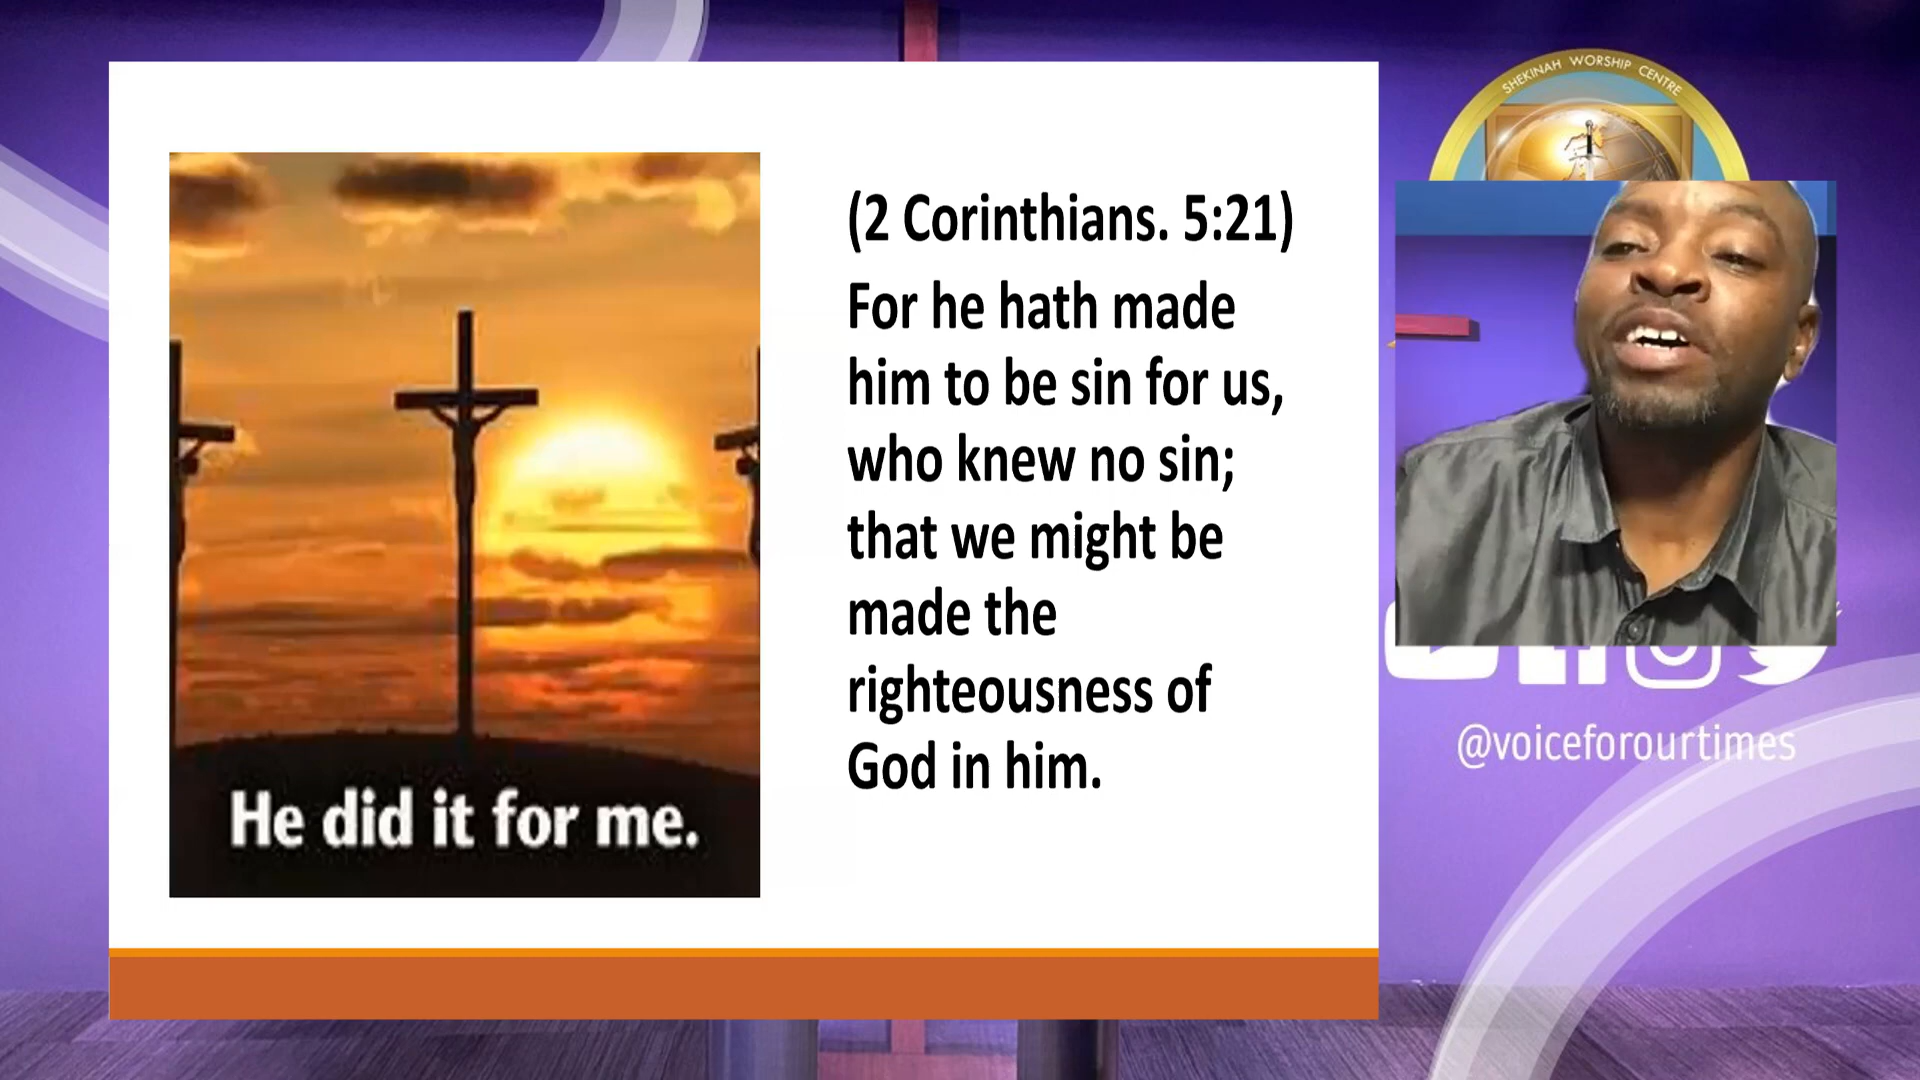 SHEKINAH WORSHIP CENTRE
(2 Corinthians. 5:21)
For he hath made
him to be sin for us,
who knew no sin;
that we might be
made the
righteousness of
God in him.
He did it for me.
@voiceforourtimes